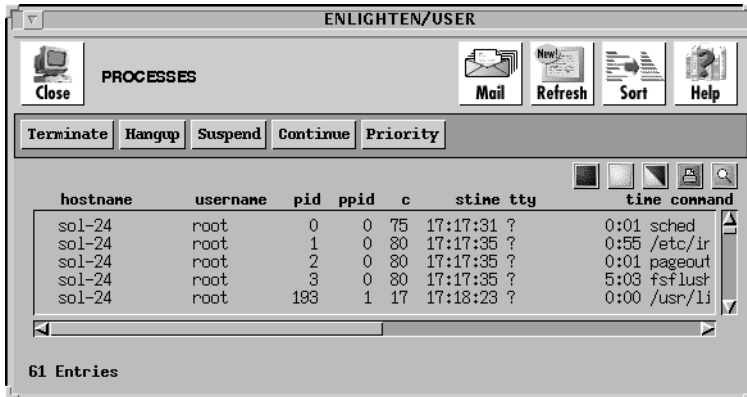 ENLIGHTEN/USER
Close PROCESSES Mail New! Refresh Sort Help
Terminate Hangup Suspend Continue Priority
hostname username pid ppid c stime tty time command
sol-24 root 0 0 75 17:17:31 ? 0:01 sched
sol-24 root 1 0 80 17:17:35 ? 0:55 /etc/ir
sol-24 root 2 0 80 17:17:35 ? 0:01 pageout
sol-24 root 3 0 80 17:17:35 ? 5:03 fsflush
sol-24 root 193 1 17 17:18:23 ? 0:00 /usr/li
61 Entries